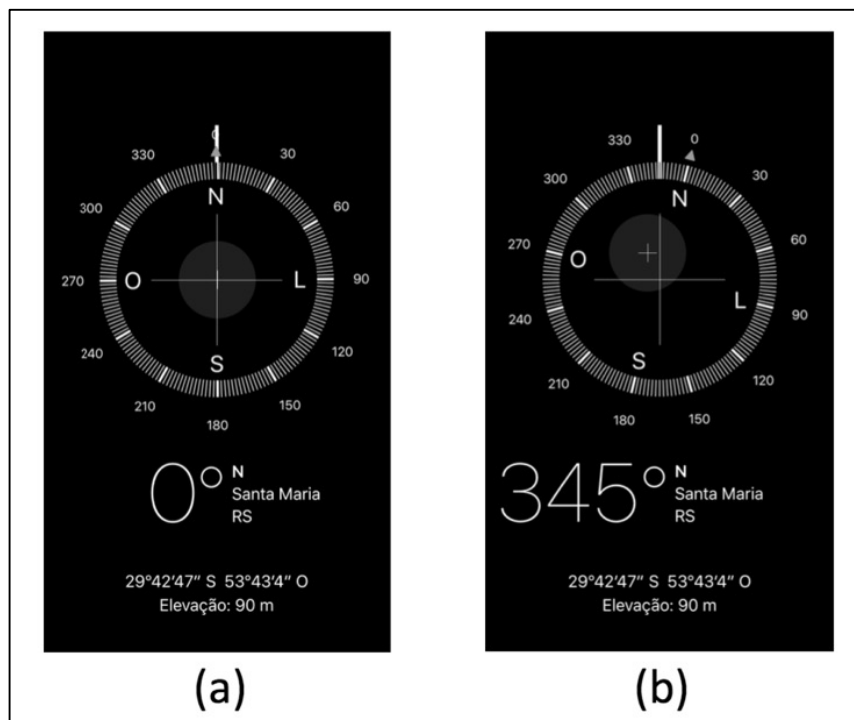 0
330
30
N
300
60
270
O
L
90
240
120
S
210
150
180
0°
N
Santa Maria
RS
29°42'47" S 53°43'4" O
Elevação: 90 m
(a)
330
0
300
N
30
270
O
60
L
90
240
S
120
210
180
150
345°
N
Santa Maria
RS
29°42'47" S 53°43'4" O
Elevação: 90 m
(b)